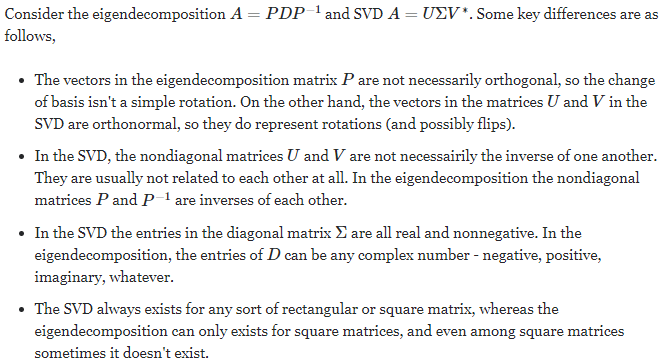 Consider the eigendecomposition A = PDP⁻¹ and SVD A = UΣV*. Some key differences are as
follows,
• The vectors in the eigendecomposition matrix P are not necessarily orthogonal, so the change
of basis isn't a simple rotation. On the other hand, the vectors in the matrices U and V in the
SVD are orthonormal, so they do represent rotations (and possibly flips).
• In the SVD, the nondiagonal matrices U and V are not necessairily the inverse of one another.
They are usually not related to each other at all. In the eigendecomposition the nondiagonal
matrices P and P⁻¹ are inverses of each other.
• In the SVD the entries in the diagonal matrix Σ are all real and nonnegative. In the
eigendecomposition, the entries of D can be any complex number - negative, positive,
imaginary, whatever.
• The SVD always exists for any sort of rectangular or square matrix, whereas the
eigendecomposition can only exists for square matrices, and even among square matrices
sometimes it doesn't exist.